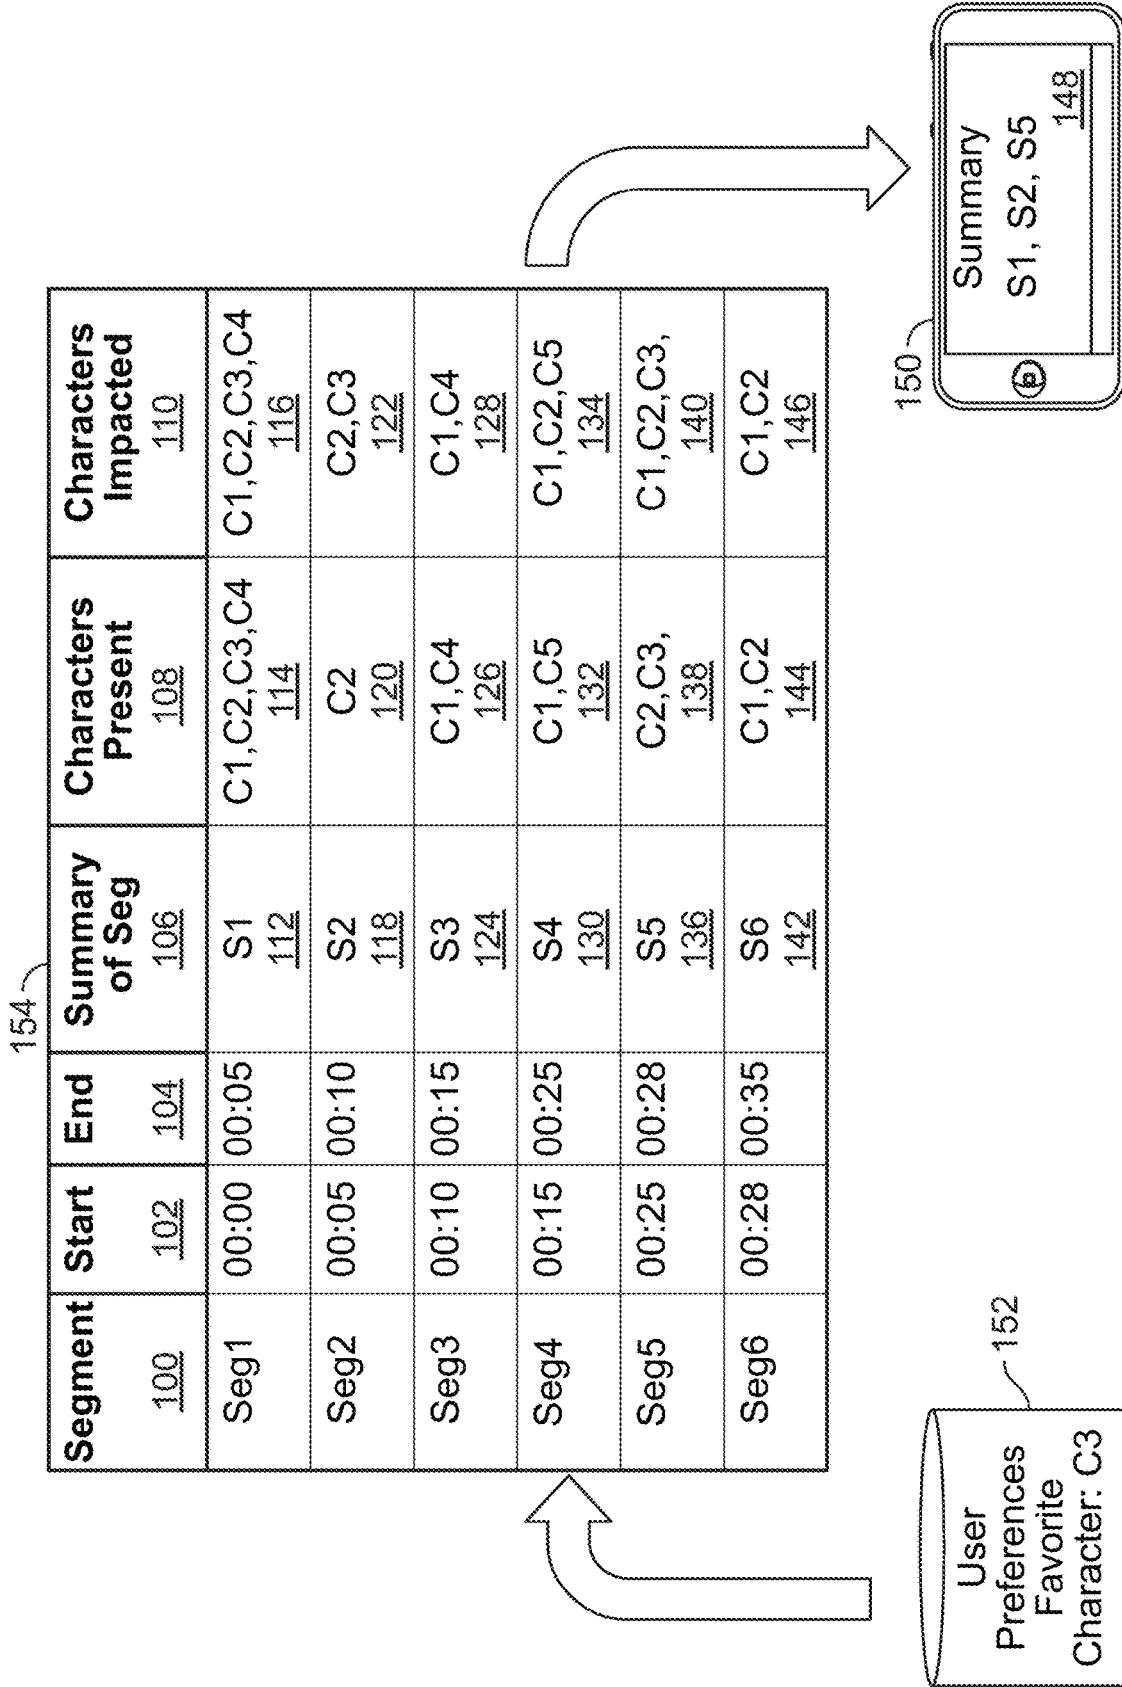 154
Segment Start End Summary of Seg Characters Present Characters Impacted
100 102 104 106 108 110
Seg1 00:00 00:05 S1 C1,C2,C3,C4 C1,C2,C3,C4
112 114 116
Seg2 00:05 00:10 S2 C2 C2,C3
118 120 122
Seg3 00:10 00:15 S3 C1,C4 C1,C4
124 126 128
Seg4 00:15 00:25 S4 C1,C5 C1,C2,C5
130 132 134
Seg5 00:25 00:28 S5 C2,C3, C1,C2,C3,
136 138 140
Seg6 00:28 00:35 S6 C1,C2 C1,C2
142 144 146
152
User
Preferences
Favorite
Character: C3
150
Summary
S1, S2, S5
148